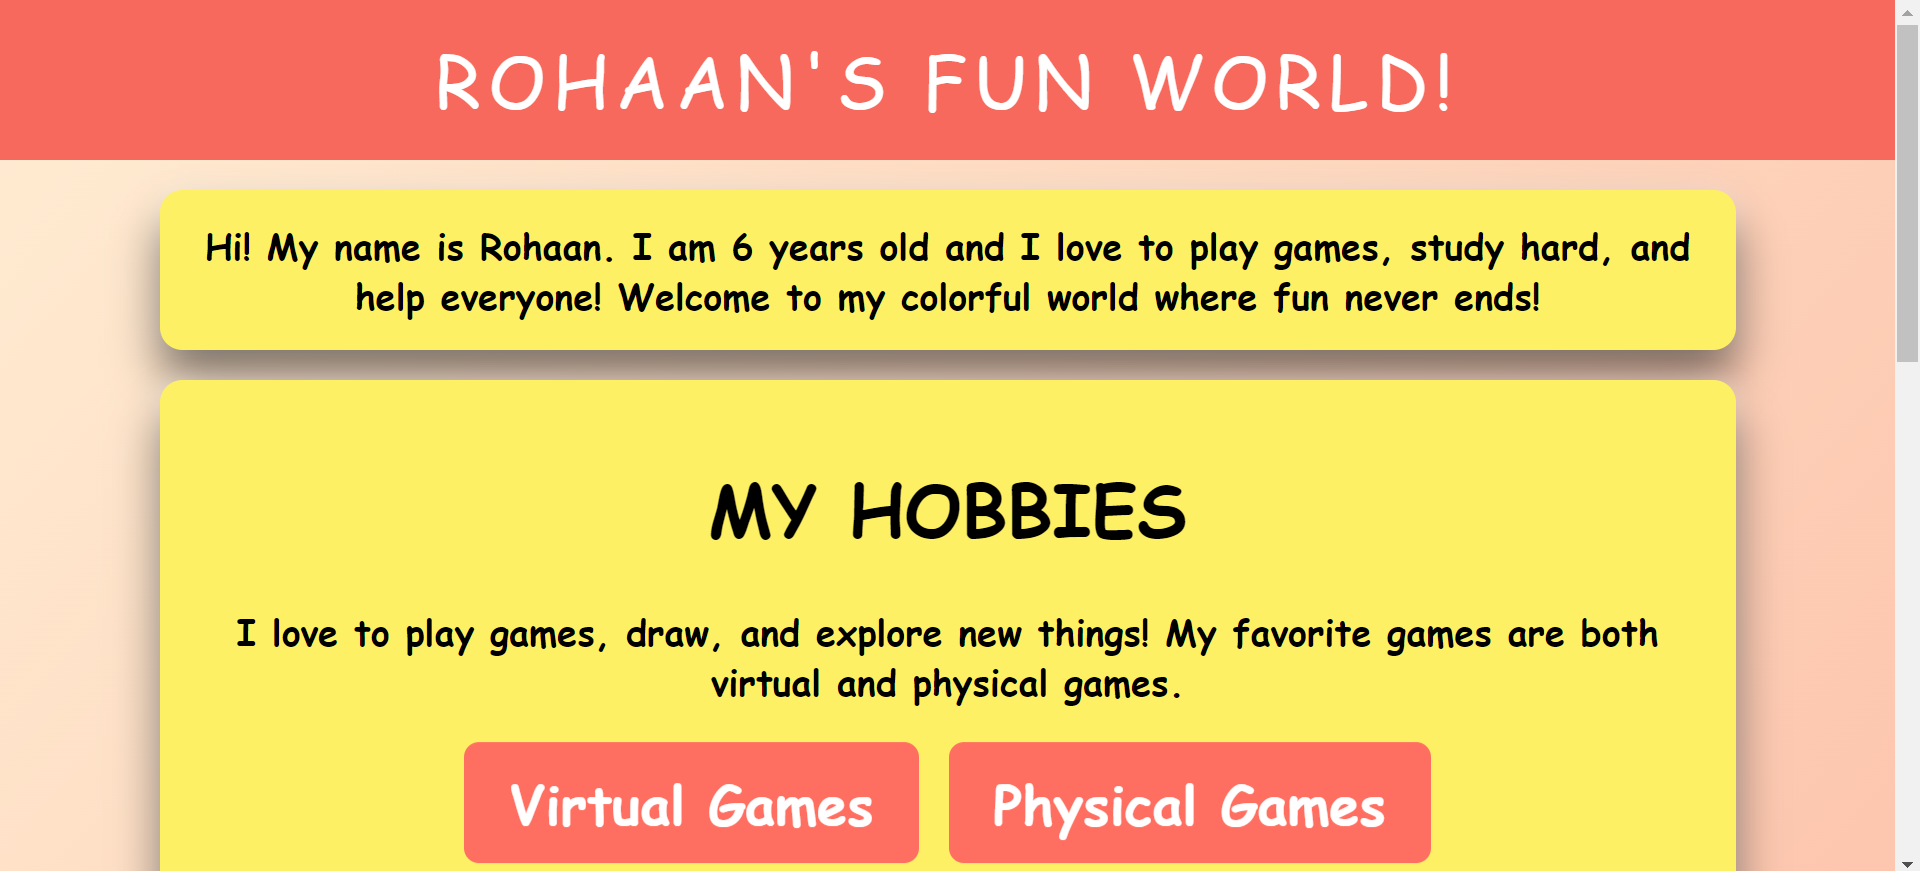 ROHAAN'S FUN WORLD!
Hi! My name is Rohaan. I am 6 years old and I love to play games, study hard, and
help everyone! Welcome to my colorful world where fun never ends!
MY HOBBIES
I love to play games, draw, and explore new things! My favorite games are both
virtual and physical games.
Virtual Games
Physical Games